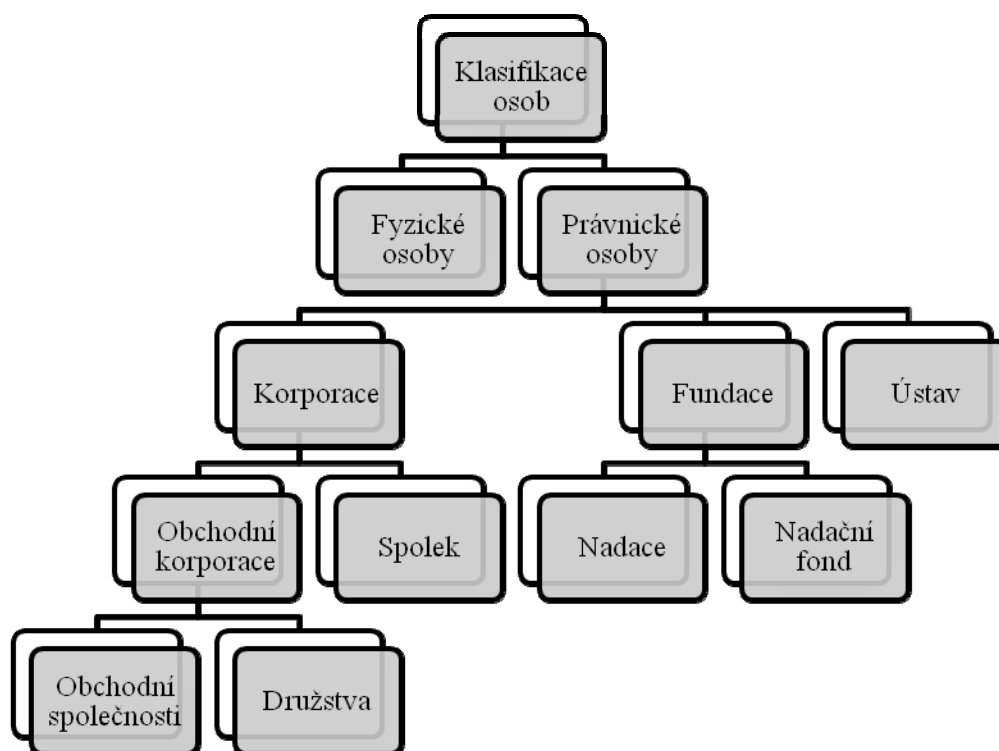 Klasifikace
osob
Fyzické
osoby
Právnické
osoby
Korporace
Fundace
Ústav
Obchodní
korporace
Spolek
Nadace
Nadační
fond
Obchodní
společnosti
Družstva